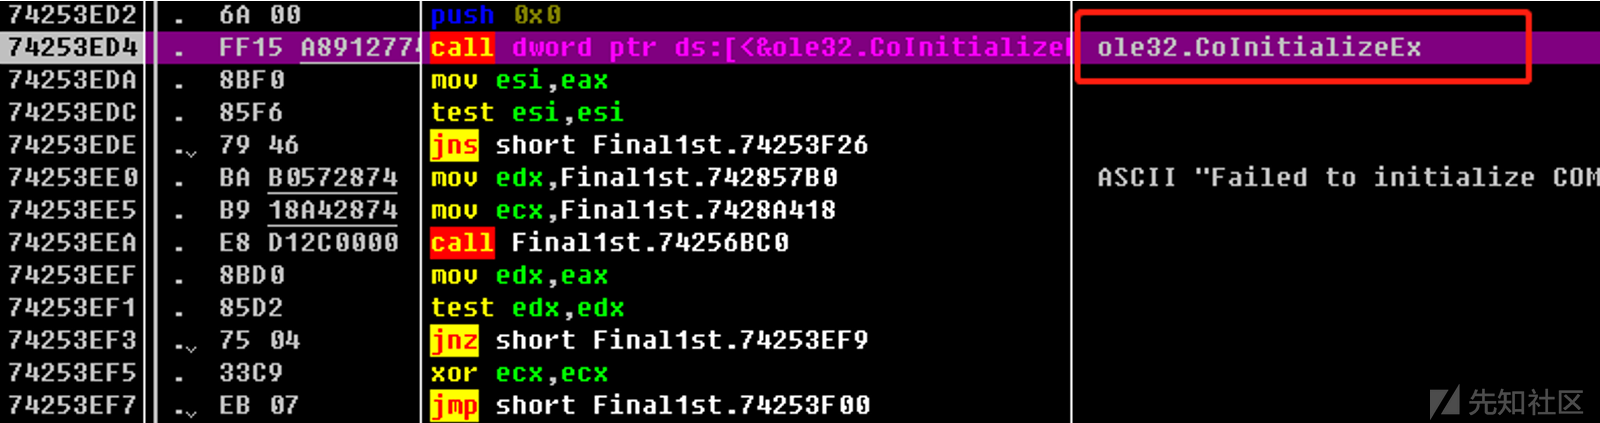 74253ED2 . 6A 00 push 0x0
74253ED4 . FF15 A8912774 call dword ptr ds:[<&ole32.CoInitialize ole32.CoInitializeEx
74253EDA . 8BF0 mov esi,eax
74253EDC . 85F6 test esi,esi
74253EDE .v 79 46 jns short Final1st.74253F26
74253EE0 . BA B0572874 mov edx,Final1st.742857B0 ASCII "Failed to initialize COM
74253EE5 . B9 18A42874 mov ecx,Final1st.7428A418
74253EEA . E8 D12C0000 call Final1st.74256BC0
74253EEF . 8BD0 mov edx,eax
74253EF1 . 85D2 test edx,edx
74253EF3 .v 75 04 jnz short Final1st.74253EF9
74253EF5 . 33C9 xor ecx,ecx
74253EF7 .v EB 07 jmp short Final1st.74253F00
先知社区